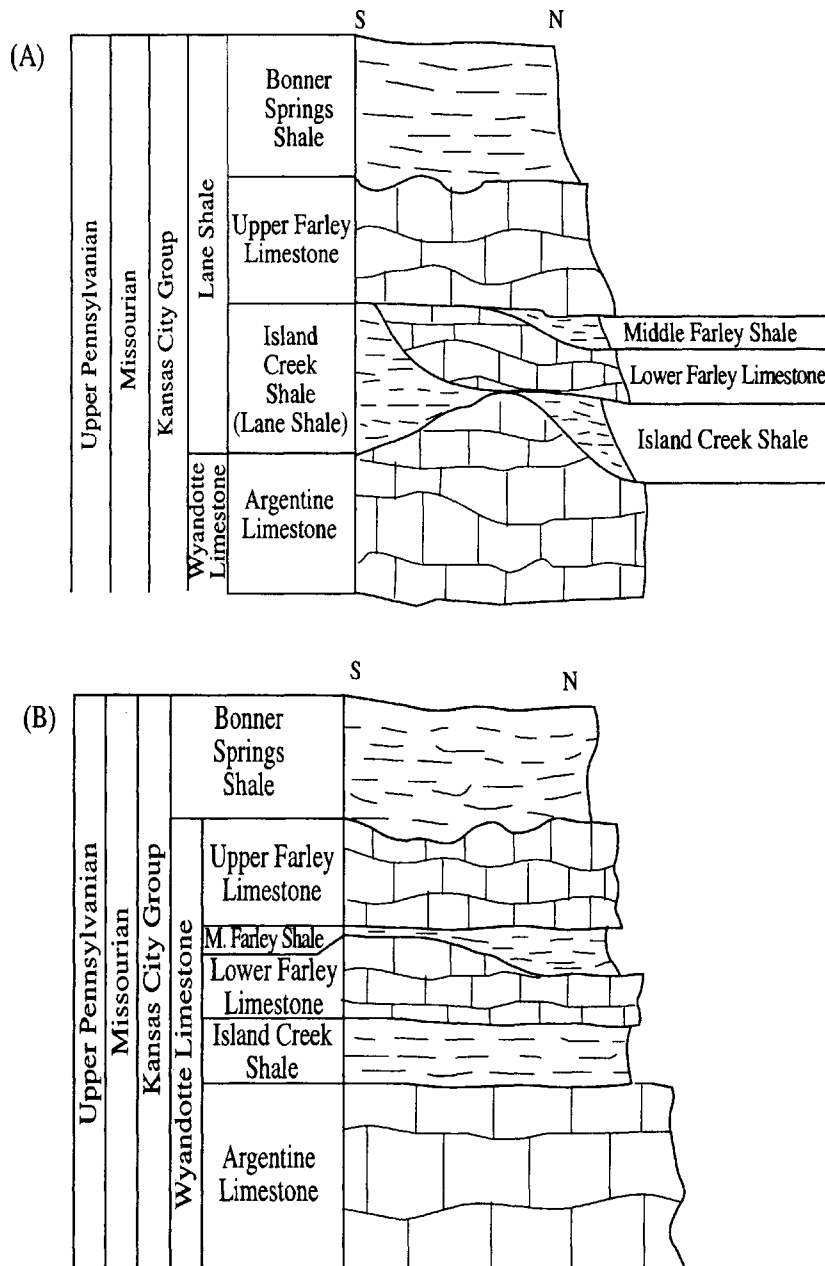 (A)
S
N
Upper Pennsylvanian
Missourian
Kansas City Group
Lane Shale
Wyandotte
Limestone
Bonner
Springs
Shale
Upper Farley
Limestone
Island
Creek
Shale
(Lane Shale)
Argentine
Limestone
Middle Farley Shale
Lower Farley Limestone
Island Creek Shale
(B)
S
N
Upper Pennsylvanian
Missourian
Kansas City Group
Wyandotte Limestone
Bonner
Springs
Shale
Upper Farley
Limestone
M. Farley Shale
Lower Farley
Limestone
Island Creek
Shale
Argentine
Limestone